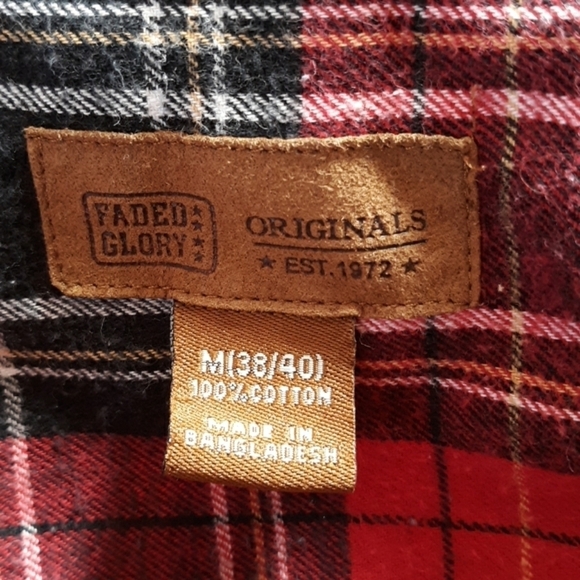 FADED
GLORY
ORIGINALS
★ EST. 1972 ★
M(38/40)
100% COTTON
MADE IN
BANGLADESH